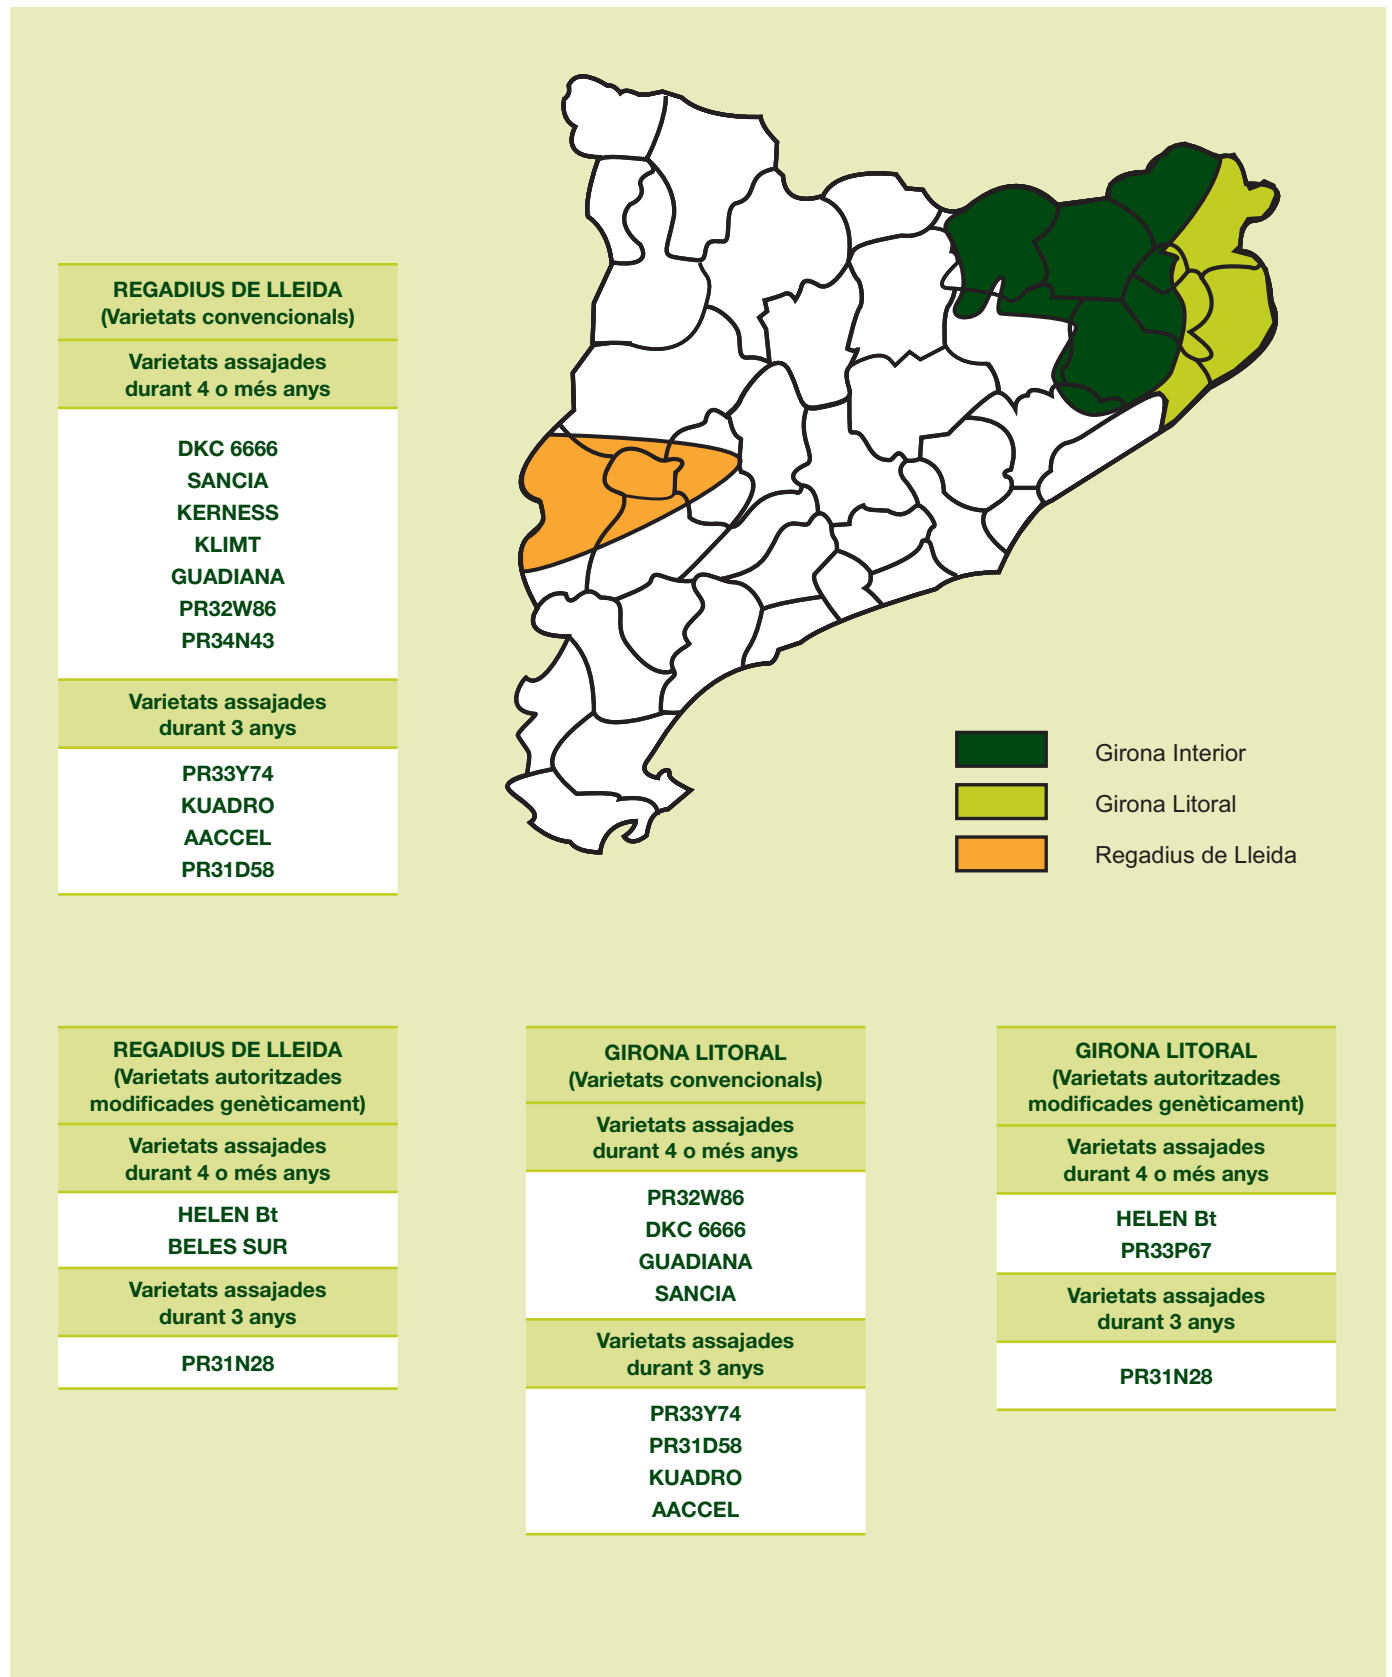 REGADIUS DE LLEIDA
(Varietats convencionals)
Varietats assajades
durant 4 o més anys
DKC 6666
SANCIA
KERNESS
KLIMT
GUADIANA
PR32W86
PR34N43
Varietats assajades
durant 3 anys
PR33Y74
KUADRO
AACCEL
PR31D58
Girona Interior
Girona Litoral
Regadius de Lleida
REGADIUS DE LLEIDA
(Varietats autoritzades
modificades genèticament)
Varietats assajades
durant 4 o més anys
HELEN Bt
BELES SUR
Varietats assajades
durant 3 anys
PR31N28
GIRONA LITORAL
(Varietats convencionals)
Varietats assajades
durant 4 o més anys
PR32W86
DKC 6666
GUADIANA
SANCIA
Varietats assajades
durant 3 anys
PR33Y74
PR31D58
KUADRO
AACCEL
GIRONA LITORAL
(Varietats autoritzades
modificades genèticament)
Varietats assajades
durant 4 o més anys
HELEN Bt
PR33P67
Varietats assajades
durant 3 anys
PR31N28